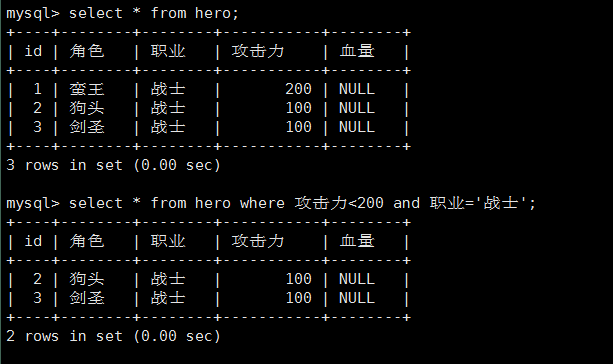 mysql> select * from hero;
+----+--------+--------+-----------+--------+
| id | 角色   | 职业   | 攻击力    | 血量   |
+----+--------+--------+-----------+--------+
|  1 | 蛮王   | 战士   |       200 | NULL   |
|  2 | 狗头   | 战士   |       100 | NULL   |
|  3 | 剑圣   | 战士   |       100 | NULL   |
+----+--------+--------+-----------+--------+
3 rows in set (0.00 sec)
mysql> select * from hero where 攻击力<200 and 职业='战士';
+----+--------+--------+-----------+--------+
| id | 角色   | 职业   | 攻击力    | 血量   |
+----+--------+--------+-----------+--------+
|  2 | 狗头   | 战士   |       100 | NULL   |
|  3 | 剑圣   | 战士   |       100 | NULL   |
+----+--------+--------+-----------+--------+
2 rows in set (0.00 sec)